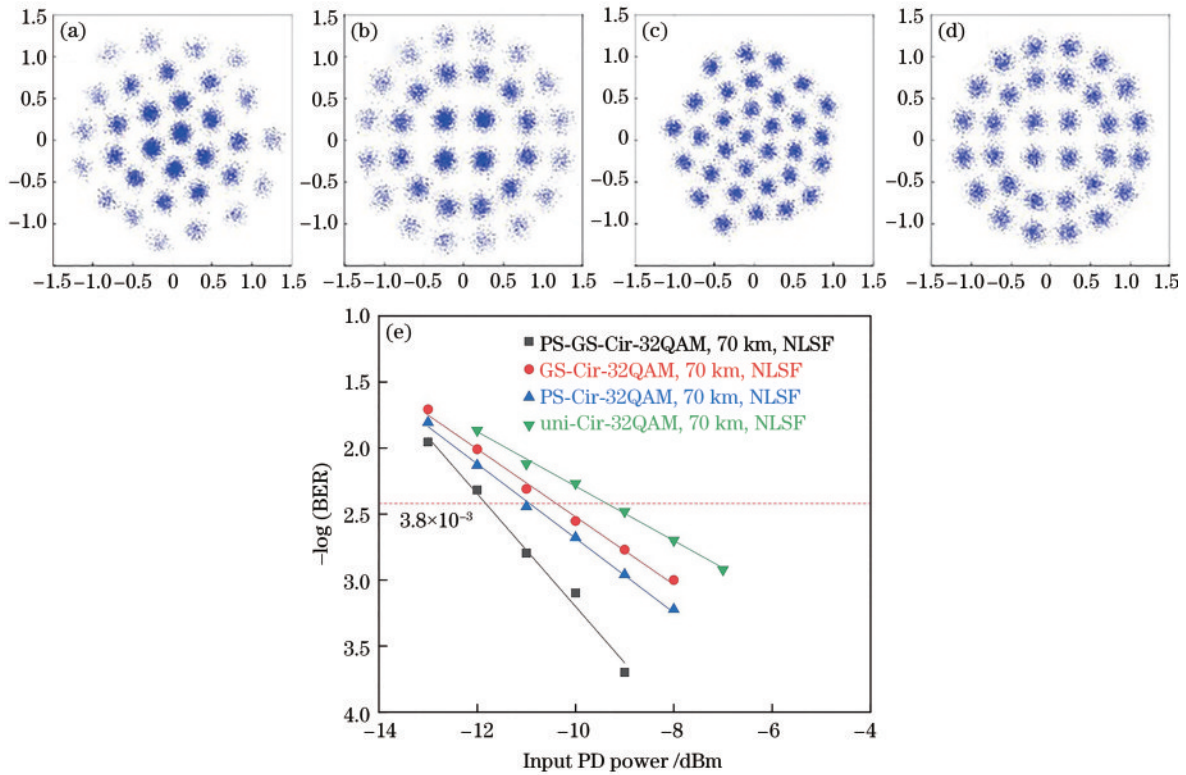 (a)
1.5
1.0
0.5
0
−0.5
−1.0
−1.5 −1.0 −0.5 0 0.5 1.0 1.5
(b)
1.5
1.0
0.5
0
−0.5
−1.0
−1.5 −1.0 −0.5 0 0.5 1.0 1.5
(c)
1.5
1.0
0.5
0
−0.5
−1.0
−1.5 −1.0 −0.5 0 0.5 1.0 1.5
(d)
1.5
1.0
0.5
0
−0.5
−1.0
−1.5 −1.0 −0.5 0 0.5 1.0 1.5
(e)
PS-GS-Cir-32QAM, 70 km, NLSF
GS-Cir-32QAM, 70 km, NLSF
PS-Cir-32QAM, 70 km, NLSF
uni-Cir-32QAM, 70 km, NLSF
3.8×10⁻³
−log (BER)
1.0
1.5
2.0
2.5
3.0
3.5
4.0
−14 −12 −10 −8 −6 −4
Input PD power /dBm